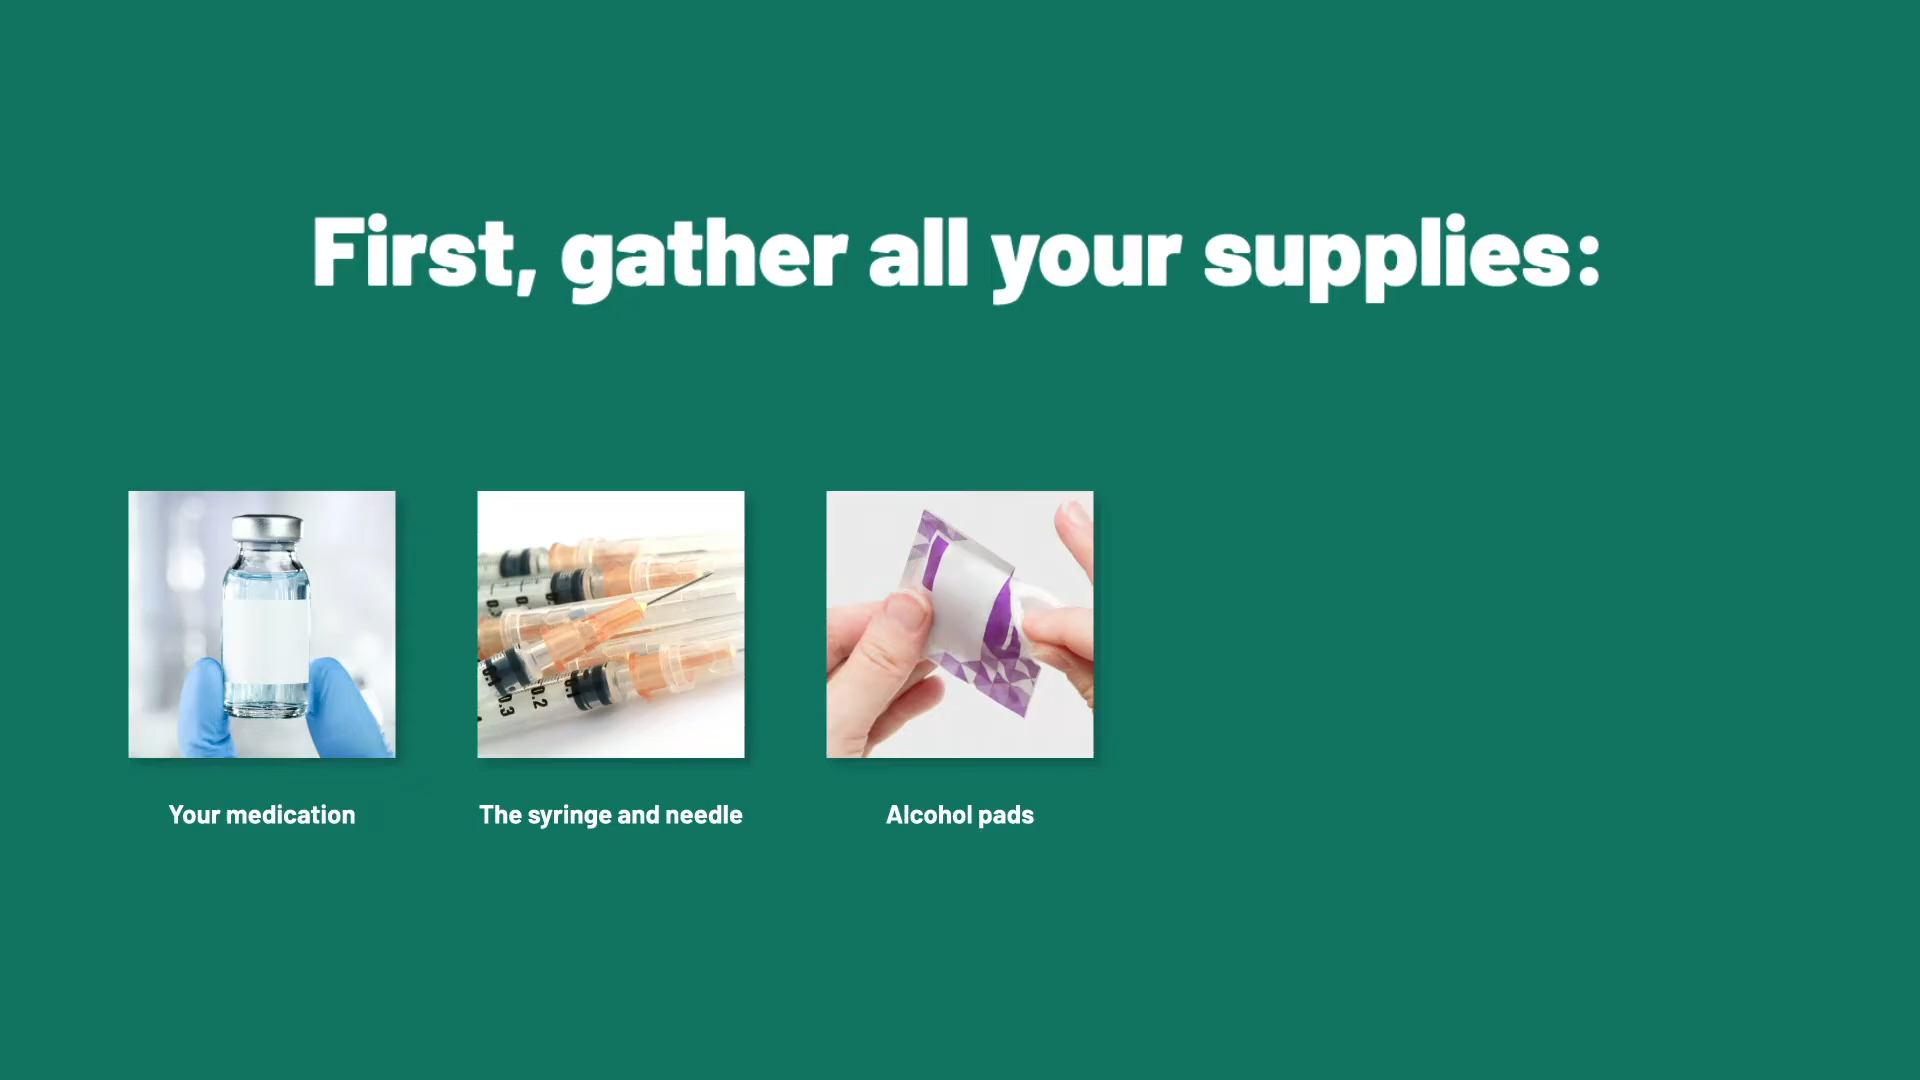 First, gather all your supplies:
Your medication
The syringe and needle
Alcohol pads